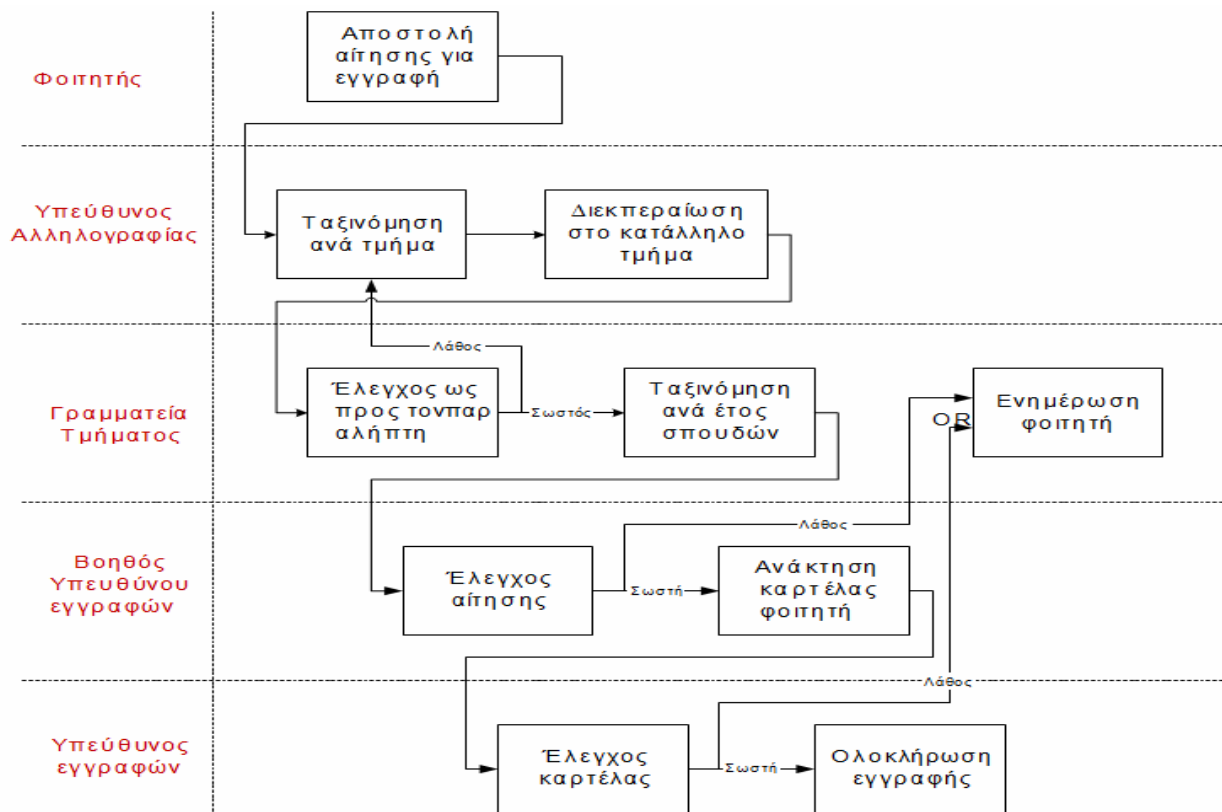 Αποστολή
αίτησης για
εγγραφή
Φοιτητής
Υπεύθυνος
Αλληλογραφίας
Ταξινόμηση
ανά τμήμα
Διεκπεραίωση
στο κατάλληλο
τμήμα
Λάθος
Γραμματεία
Τμήματος
Έλεγχος ως
προς τονπαρ
αλήπτη
Σωστός
Ταξινόμηση
ανά έτος
σπουδών
OR
Ενημέρωση
φοιτητή
Λάθος
Βοηθός
Υπευθύνου
εγγραφών
Έλεγχος
αίτησης
Σωστή
Ανάκτηση
καρτέλας
φοιτητή
Λάθος
Υπεύθυνος
εγγραφών
Έλεγχος
καρτέλας
Σωστή
Ολοκλήρωση
εγγραφής